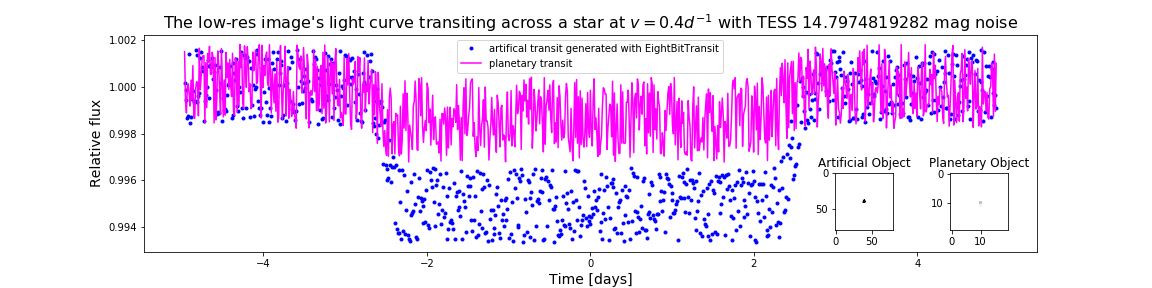 The low-res image's light curve transiting across a star at v = 0.4d⁻¹ with TESS 14.7974819282 mag noise
artifical transit generated with EightBitTransit
planetary transit
Relative flux
1.002
1.000
0.998
0.996
0.994
Artificial Object
0
50
0 50
Planetary Object
0
10
0 10
−4 −2 0 2 4
Time [days]